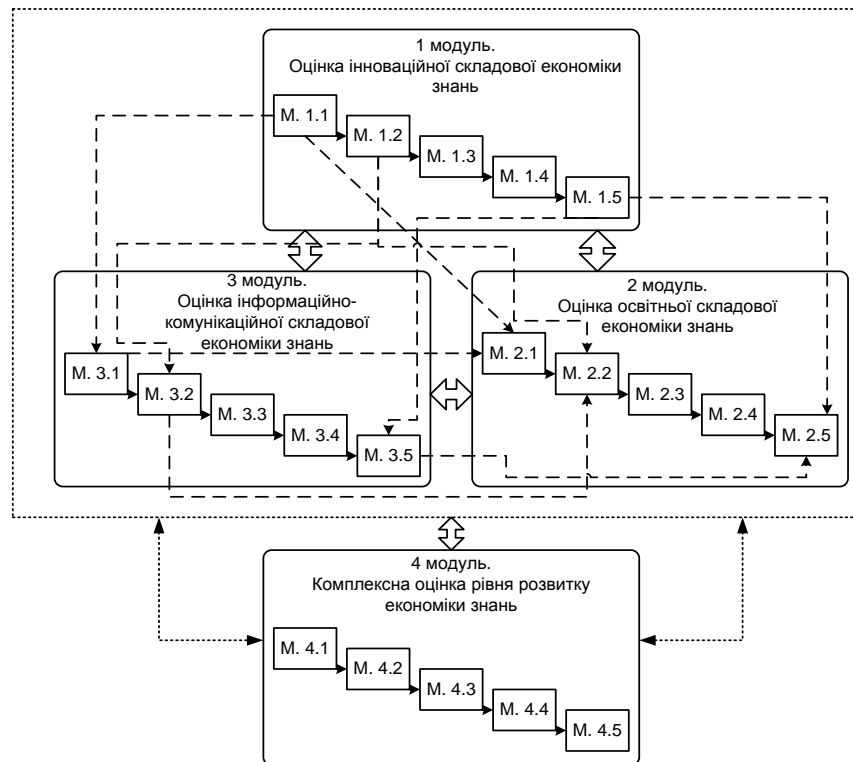 1 модуль.
Оцінка інноваційної складової економіки
знань
М. 1.1
М. 1.2
М. 1.3
М. 1.4
М. 1.5
3 модуль.
Оцінка інформаційно-
комунікаційної складової
економіки знань
М. 3.1
М. 3.2
М. 3.3
М. 3.4
М. 3.5
2 модуль.
Оцінка освітньої складової
економіки знань
М. 2.1
М. 2.2
М. 2.3
М. 2.4
М. 2.5
4 модуль.
Комплексна оцінка рівня розвитку
економіки знань
М. 4.1
М. 4.2
М. 4.3
М. 4.4
М. 4.5